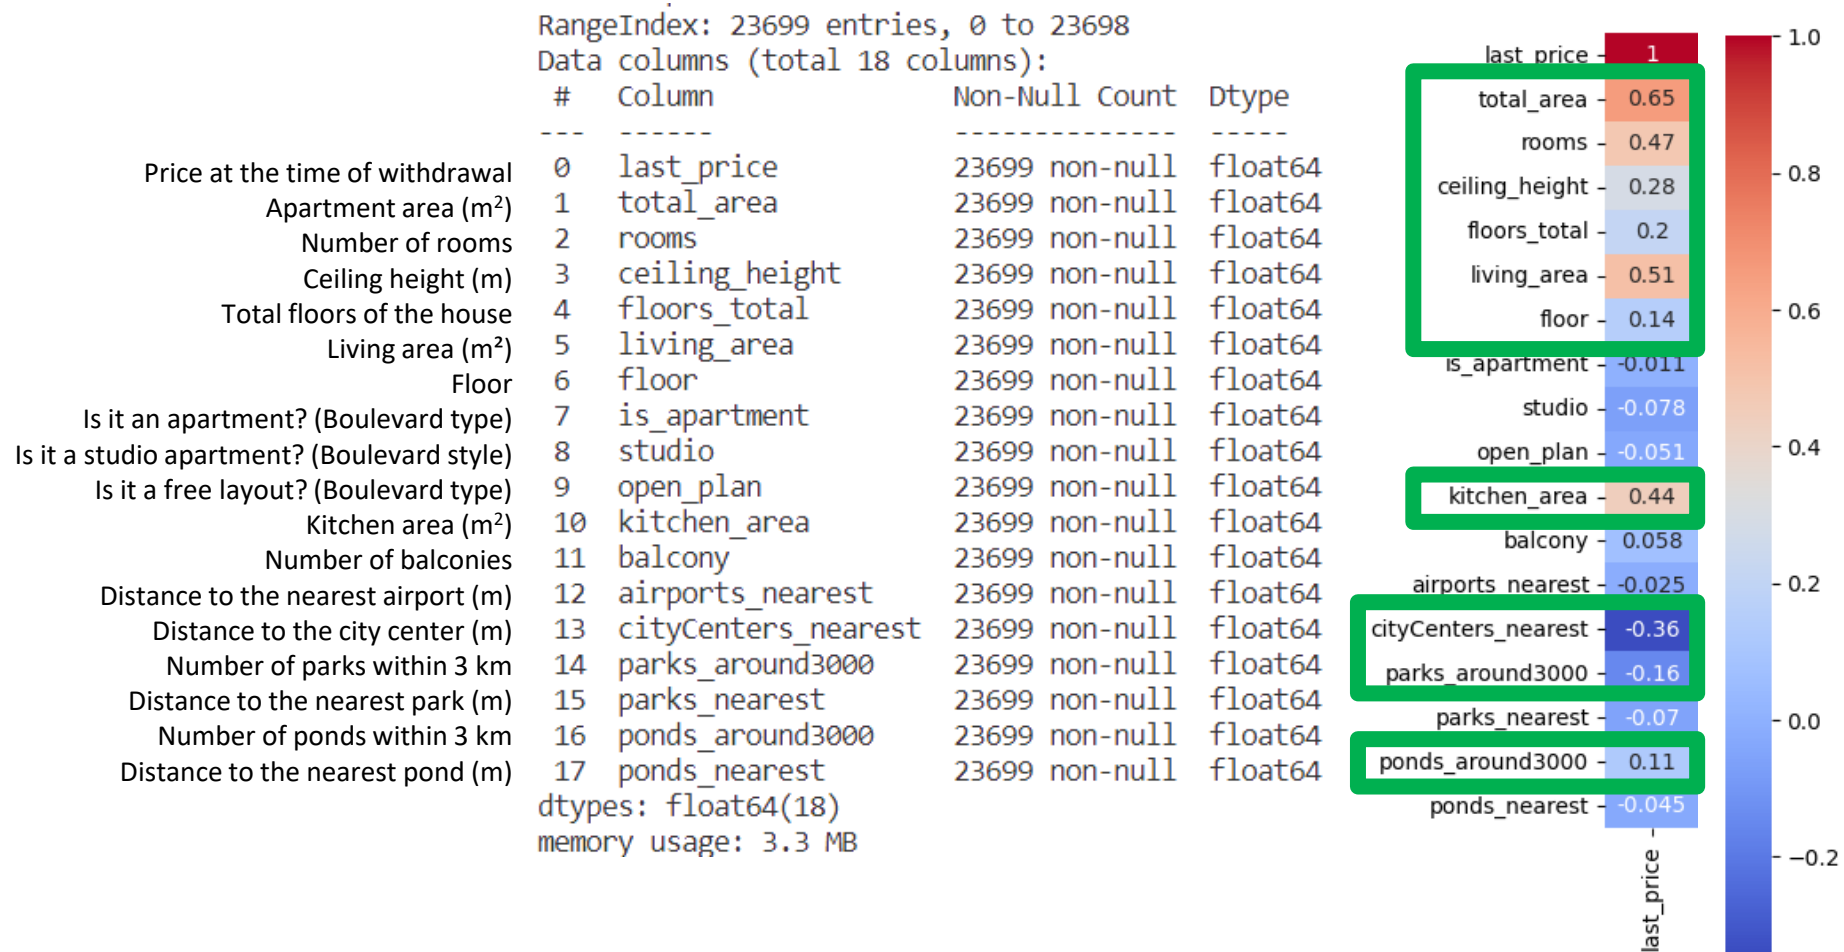 RangeIndex: 23699 entries, 0 to 23698
Data columns (total 18 columns):
# Column Non-Null Count Dtype
--- ------ -------------- -----
Price at the time of withdrawal 0 last_price 23699 non-null float64
Apartment area (m²) 1 total_area 23699 non-null float64
Number of rooms 2 rooms 23699 non-null float64
Ceiling height (m) 3 ceiling_height 23699 non-null float64
Total floors of the house 4 floors_total 23699 non-null float64
Living area (m²) 5 living_area 23699 non-null float64
Floor 6 floor 23699 non-null float64
Is it an apartment? (Boulevard type) 7 is_apartment 23699 non-null float64
Is it a studio apartment? (Boulevard style) 8 studio 23699 non-null float64
Is it a free layout? (Boulevard type) 9 open_plan 23699 non-null float64
Kitchen area (m²) 10 kitchen_area 23699 non-null float64
Number of balconies 11 balcony 23699 non-null float64
Distance to the nearest airport (m) 12 airports_nearest 23699 non-null float64
Distance to the city center (m) 13 cityCenters_nearest 23699 non-null float64
Number of parks within 3 km 14 parks_around3000 23699 non-null float64
Distance to the nearest park (m) 15 parks_nearest 23699 non-null float64
Number of ponds within 3 km 16 ponds_around3000 23699 non-null float64
Distance to the nearest pond (m) 17 ponds_nearest 23699 non-null float64
dtypes: float64(18)
memory usage: 3.3 MB
last_price 1
total_area 0.65
rooms 0.47
ceiling_height 0.28
floors_total 0.2
living_area 0.51
floor 0.14
is_apartment -0.011
studio -0.078
open_plan -0.051
kitchen_area 0.44
balcony 0.058
airports_nearest -0.025
cityCenters_nearest -0.36
parks_around3000 -0.16
parks_nearest -0.07
ponds_around3000 0.11
ponds_nearest -0.045
last_price
1.0
0.8
0.6
0.4
0.2
0.0
−0.2